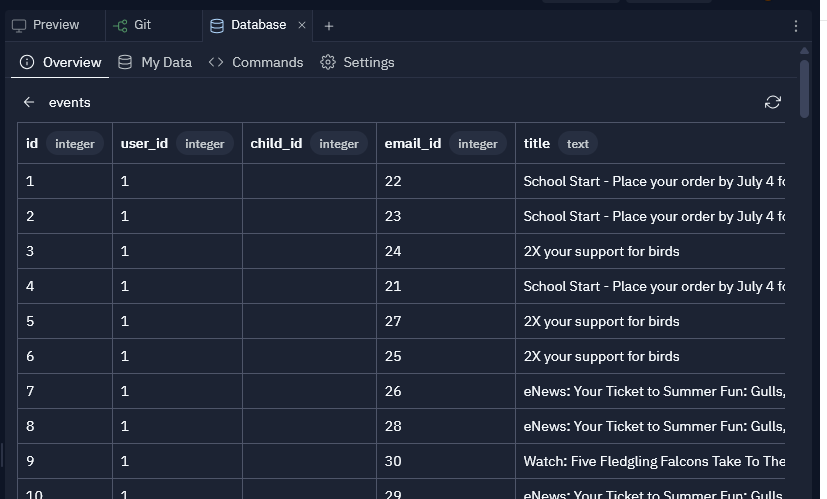 Preview Git Database × +
Overview My Data Commands Settings
events
id integer user_id integer child_id integer email_id integer title text
1 1 22 School Start - Place your order by July 4 fo
2 1 23 School Start - Place your order by July 4 fo
3 1 24 2X your support for birds
4 1 21 School Start - Place your order by July 4 fo
5 1 27 2X your support for birds
6 1 25 2X your support for birds
7 1 26 eNews: Your Ticket to Summer Fun: Gulls,
8 1 28 eNews: Your Ticket to Summer Fun: Gulls,
9 1 30 Watch: Five Fledgling Falcons Take To The
10 1 29 eNews: Your Ticket to Summer Fun: Gulls,